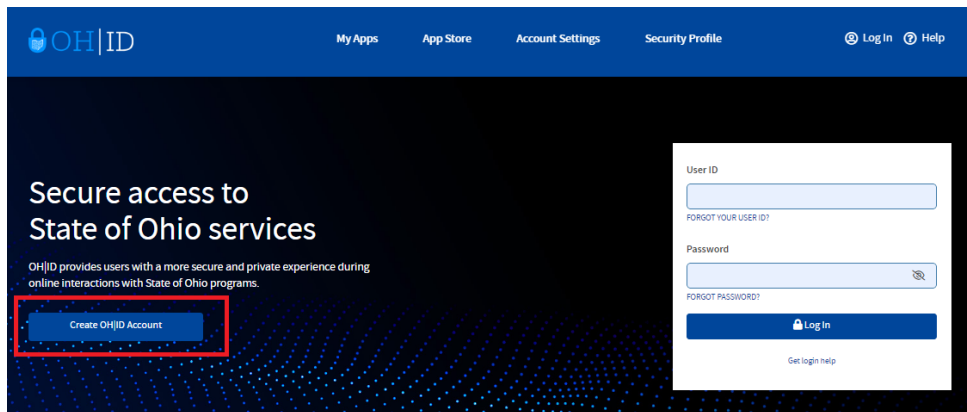 OH|ID
My Apps
App Store
Account Settings
Security Profile
Log In
Help
Secure access to
State of Ohio services
OH|ID provides users with a more secure and private experience during
online interactions with State of Ohio programs.
Create OH|ID Account
User ID
FORGOT YOUR USER ID?
Password
FORGOT PASSWORD?
Log In
Get login help